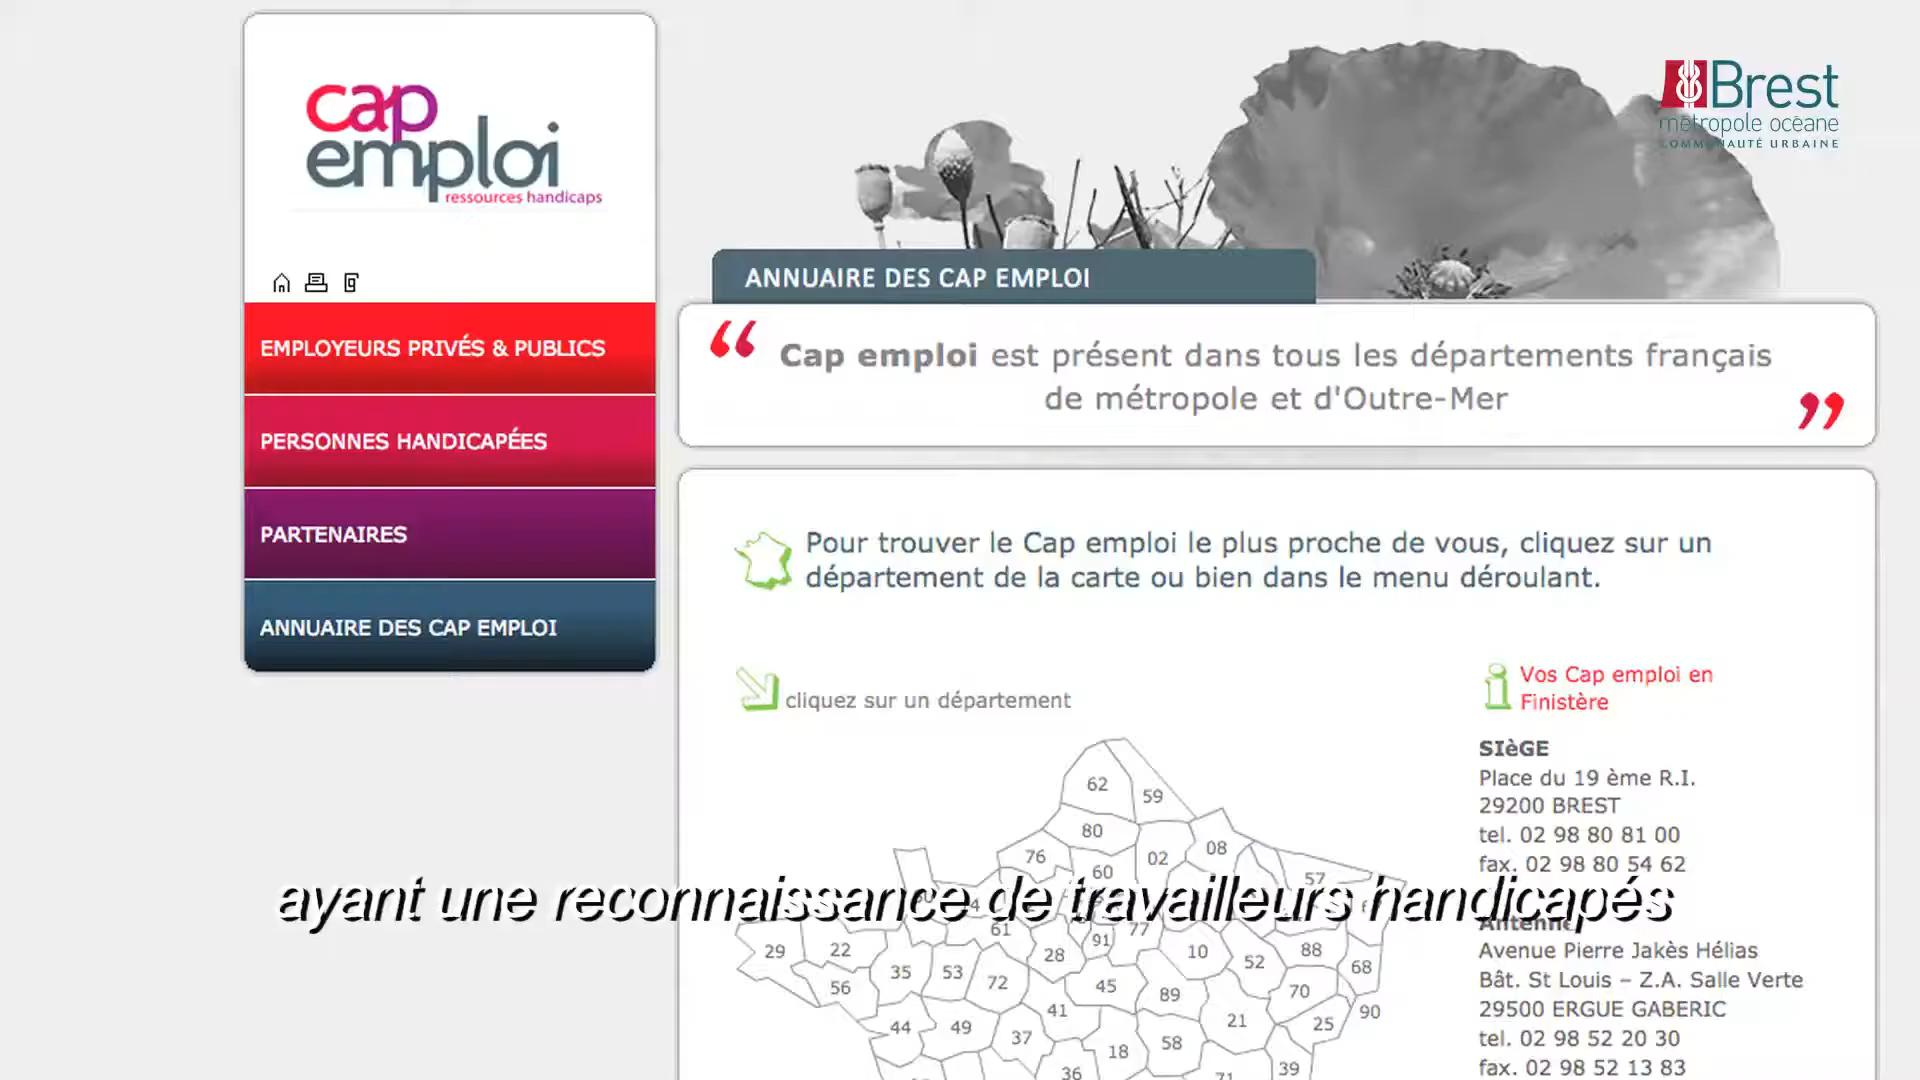 cap
emploi
ressources handicaps
Brest
métropole océane
COMMUNAUTÉ URBAINE
EMPLOYEURS PRIVÉS & PUBLICS
PERSONNES HANDICAPÉES
PARTENAIRES
ANNUAIRE DES CAP EMPLOI
ANNUAIRE DES CAP EMPLOI
“ Cap emploi est présent dans tous les départements français
de métropole et d'Outre-Mer ”
Pour trouver le Cap emploi le plus proche de vous, cliquez sur un
département de la carte ou bien dans le menu déroulant.
cliquez sur un département
62
59
80
76
02
08
60
57
61
77
29
22
28
91
10
52
88
68
35
53
72
56
45
89
70
90
41
44
49
37
21
25
18
58
36
71
39
Vos Cap emploi en
Finistère
SIèGE
Place du 19 ème R.I.
29200 BREST
tel. 02 98 80 81 00
fax. 02 98 80 54 62
Antenne
Avenue Pierre Jakès Hélias
Bât. St Louis – Z.A. Salle Verte
29500 ERGUE GABERIC
tel. 02 98 52 20 30
fax. 02 98 52 13 83
ayant une reconnaissance de travailleurs handicapés